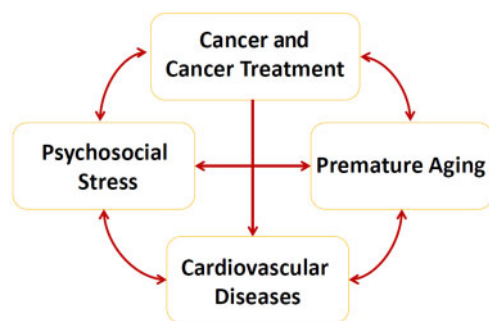 Cancer and
Cancer Treatment
Psychosocial
Stress
Premature Aging
Cardiovascular
Diseases